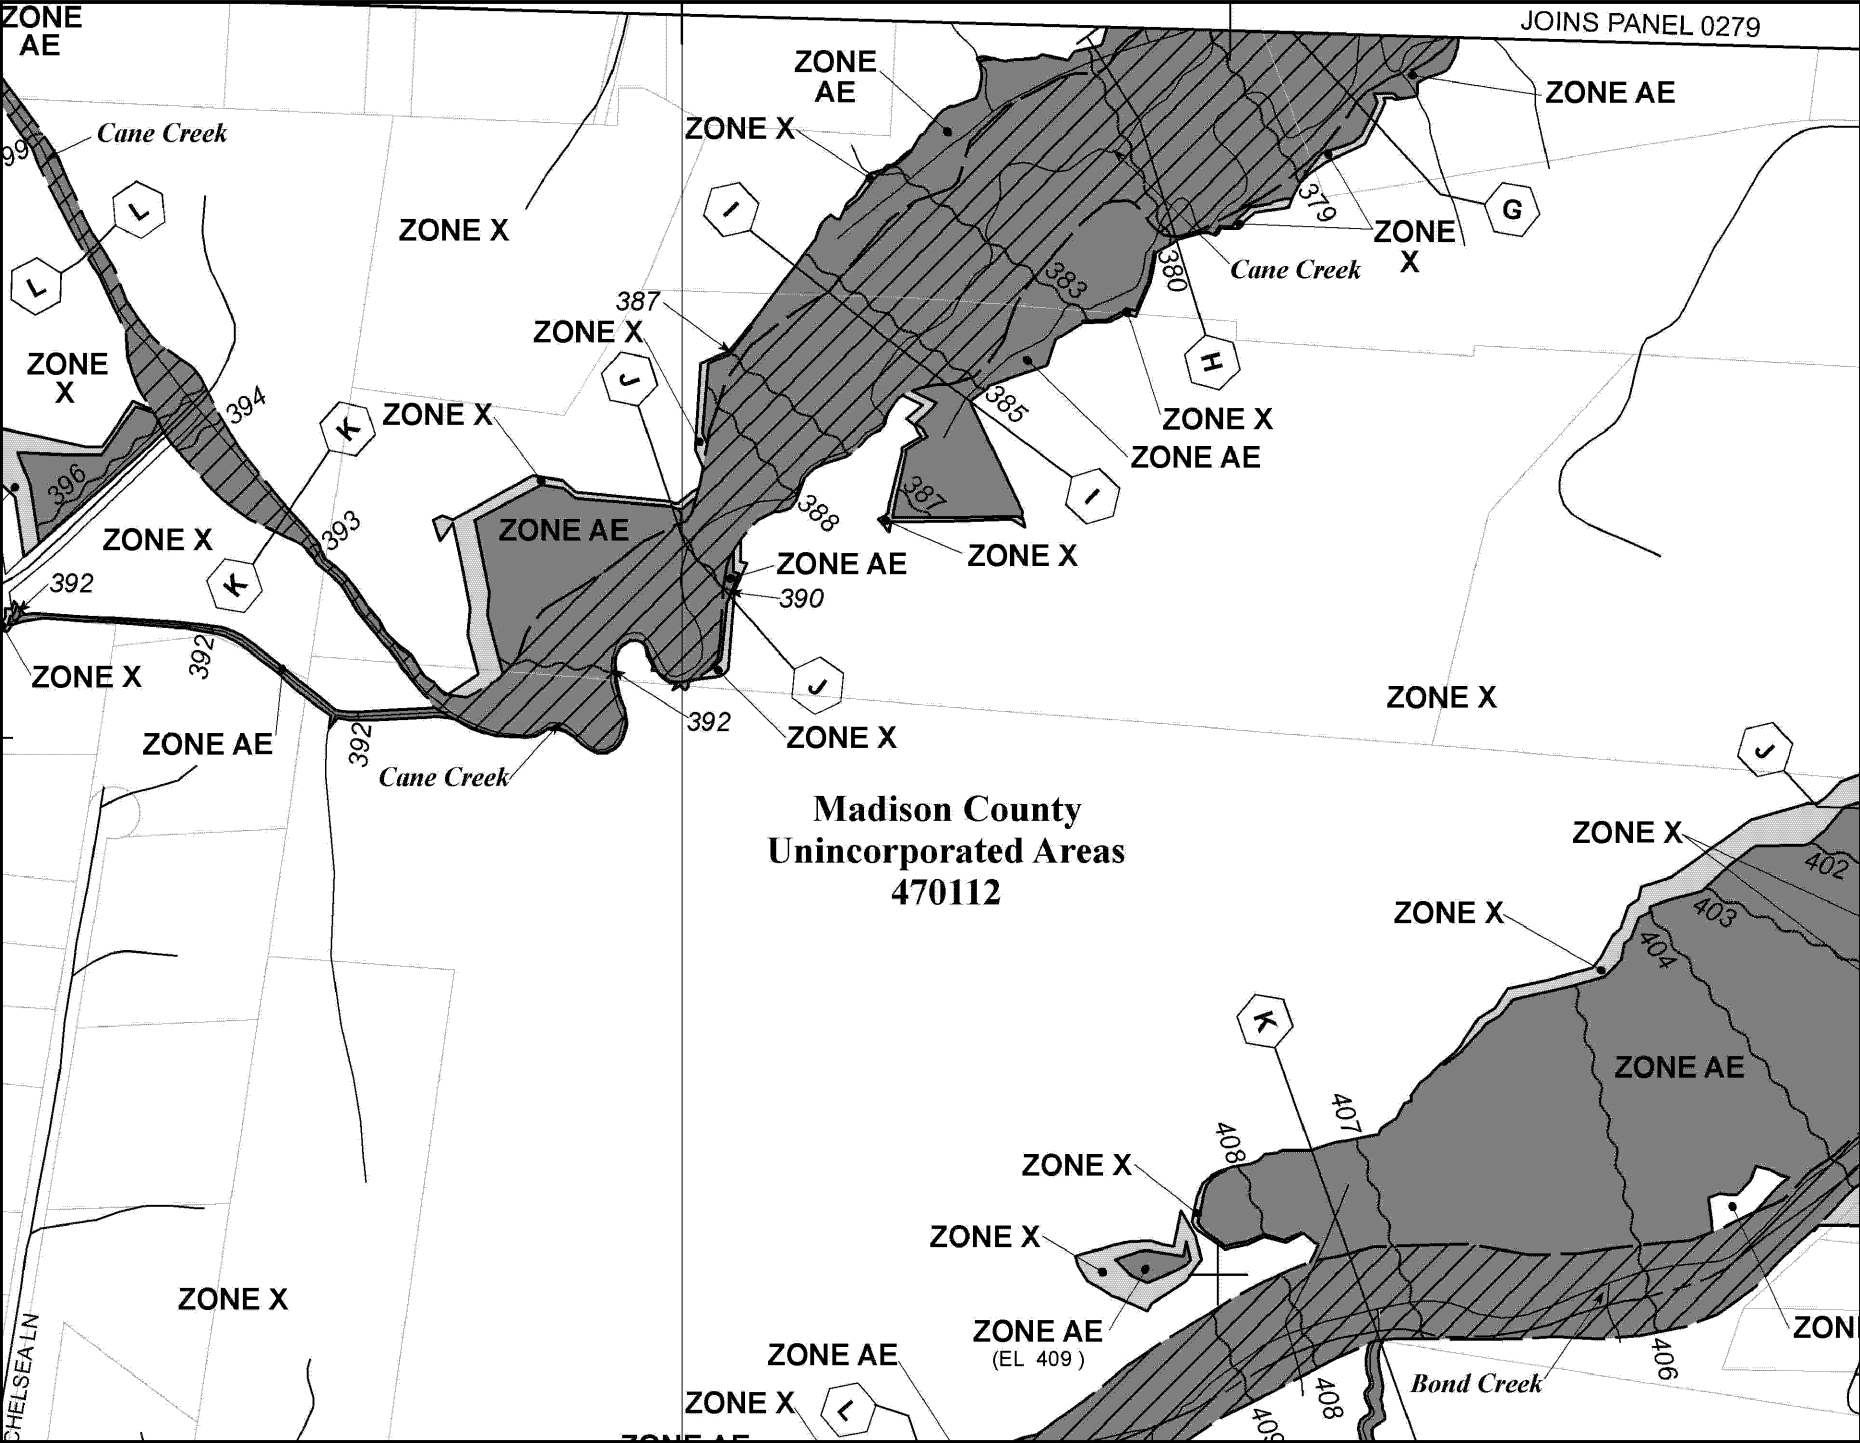 ZONE
AE
JOINS PANEL 0279
ZONE
AE
ZONE AE
ZONE X
Cane Creek
99
L
I
G
ZONE X
379
ZONE
X
L
Cane Creek
380
383
387
ZONE X
H
ZONE
X
J
394
K
ZONE X
385
ZONE X
ZONE AE
396
387
I
393
388
ZONE AE
ZONE X
ZONE X
ZONE AE
K
392
390
392
ZONE X
J
ZONE X
392
ZONE X
ZONE AE
392
Cane Creek
J
Madison County
Unincorporated Areas
470112
ZONE X
402
403
ZONE X
404
K
ZONE AE
407
408
ZONE X
ZONE X
ZONE X
ZONE AE
(EL 409)
ZONE AE
406
Bond Creek
408
409
ZONE X
L
CHELSEA LN